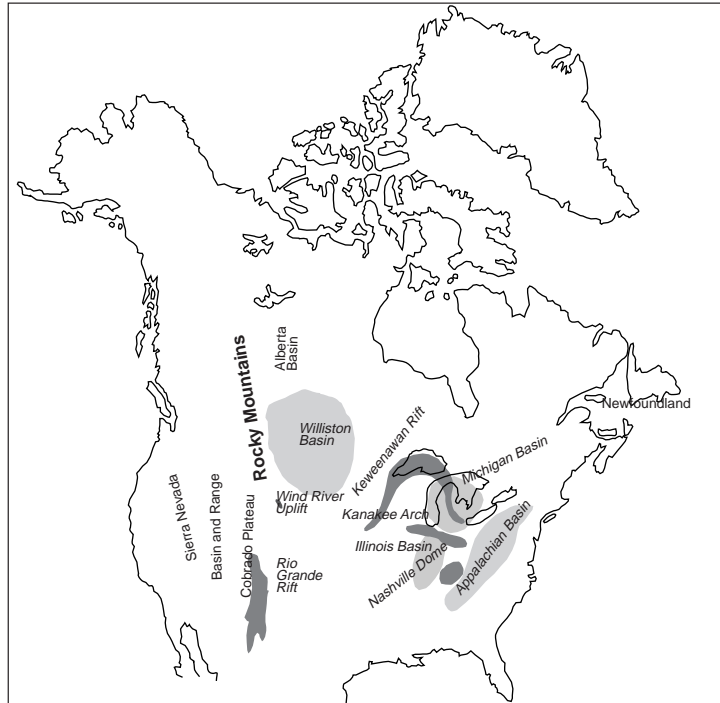 Newfoundland
Alberta
Basin
Rocky Mountains
Williston
Basin
Keweenawan Rift
Michigan Basin
Sierra Nevada
Basin and Range
Cobrado Plateau
Wind River
Uplift
Kanakee Arch
Illinois Basin
Appalachian Basin
Nashville Dome
Rio
Grande
Rift